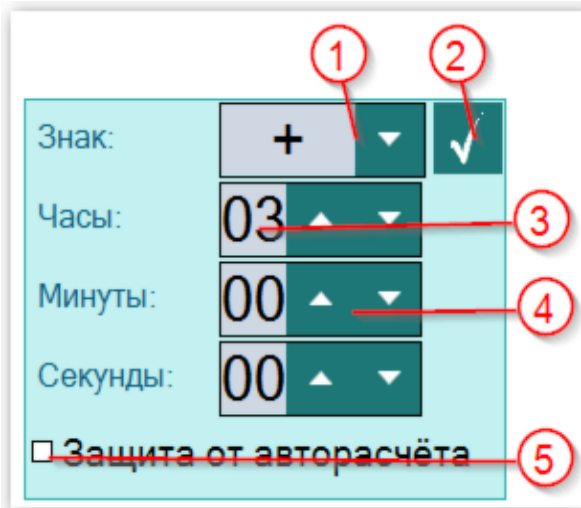 1 2
Знак: +
Часы: 03 3
Минуты: 00 4
Секунды: 00
Защита от авторасчёта 5